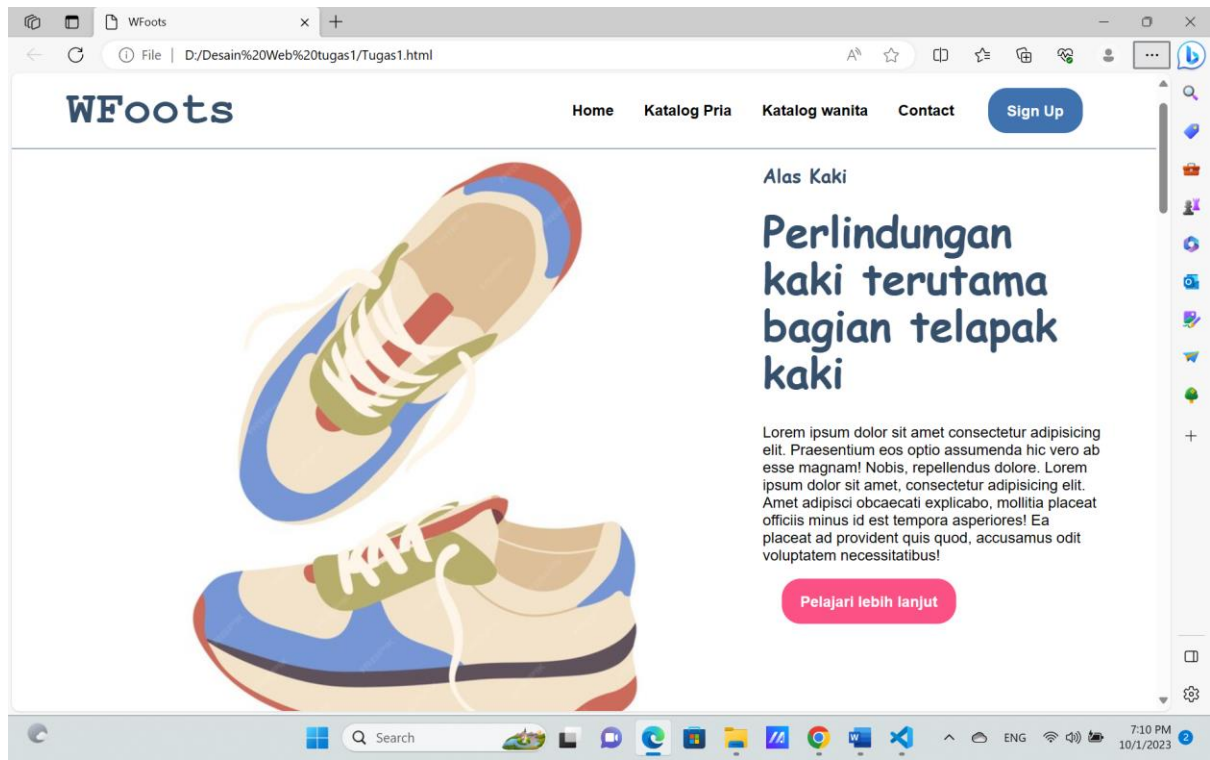 WFoots
File | D:/Desain%20Web%20tugas1/Tugas1.html
WFoots
Home Katalog Pria Katalog wanita Contact Sign Up
Alas Kaki
Perlindungan
kaki terutama
bagian telapak
kaki
Lorem ipsum dolor sit amet consectetur adipisicing
elit. Praesentium eos optio assumenda hic vero ab
esse magnam! Nobis, repellendus dolore. Lorem
ipsum dolor sit amet, consectetur adipisicing elit.
Amet adipisci obcaecati explicabo, mollitia placeat
officiis minus id est tempora asperiores! Ea
placeat ad provident quis quod, accusamus odit
voluptatem necessitatibus!
Pelajari lebih lanjut
Search
ENG
7:10 PM
10/1/2023
2